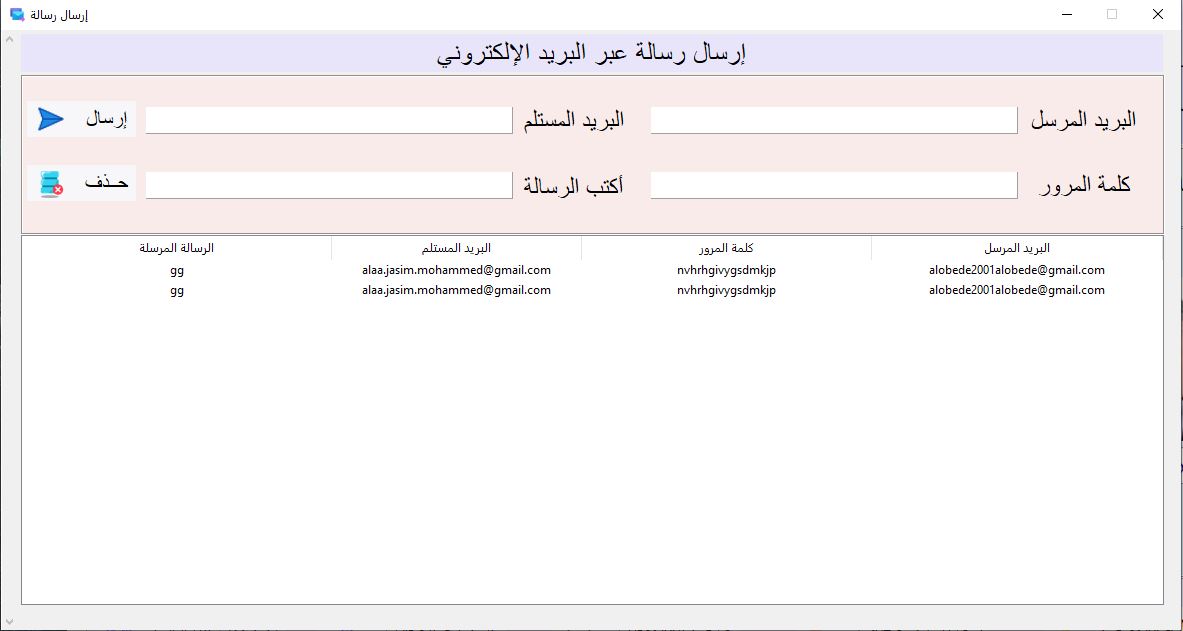 إرسال رسالة
إرسال رسالة عبر البريد الإلكتروني
البريد المرسل البريد المستلم إرسال
كلمة المرور أكتب الرسالة حــذف
البريد المرسل كلمة المرور البريد المستلم الرسالة المرسلة
alobede2001alobede@gmail.com nvhrhgivygsdmkjp alaa.jasim.mohammed@gmail.com gg
alobede2001alobede@gmail.com nvhrhgivygsdmkjp alaa.jasim.mohammed@gmail.com gg